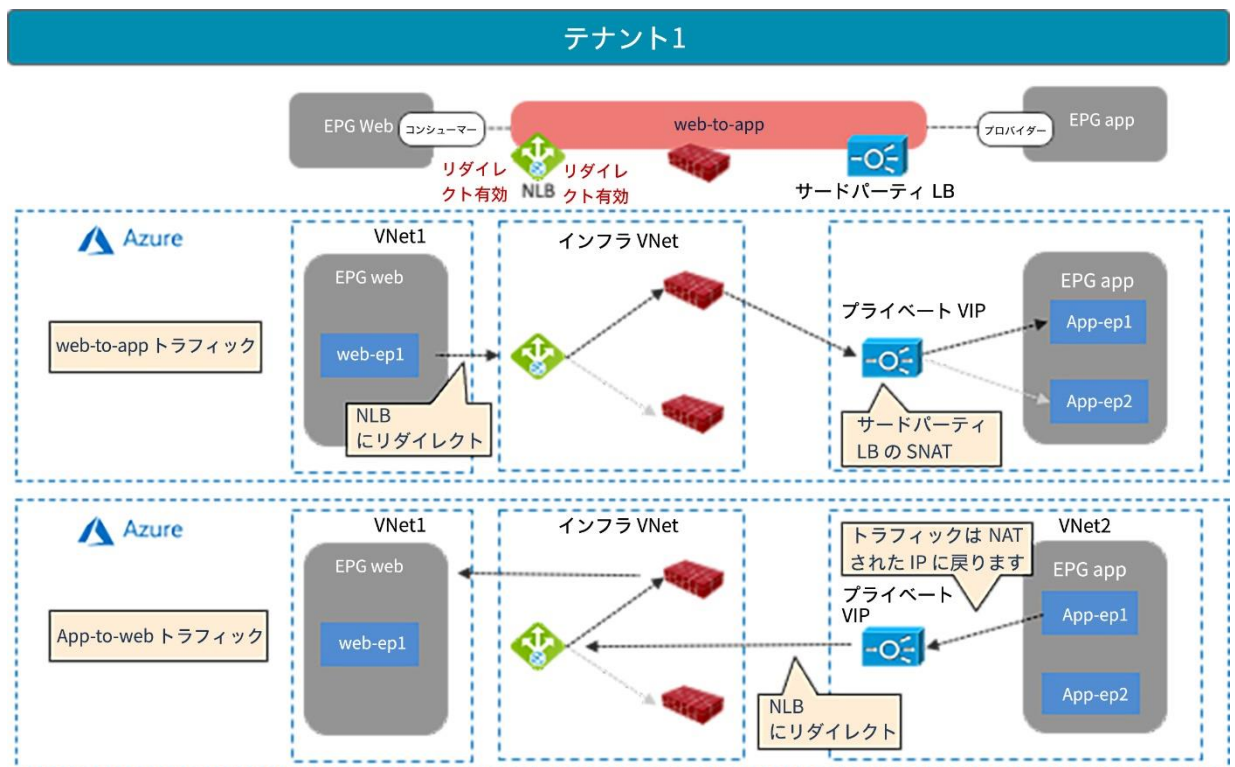 テナント1
EPG Web
コンシューマー
web-to-app
プロバイダー
EPG app
リダイレ
クト有効
NLB
リダイレ
クト有効
サードパーティ LB
Azure
VNet1
インフラ VNet
EPG web
EPG app
プライベート VIP
App-ep1
web-to-app トラフィック
web-ep1
App-ep2
NLB
にリダイレクト
サードパーティ
LB の SNAT
Azure
VNet1
インフラ VNet
VNet2
トラフィックは NAT
された IP に戻ります
EPG web
EPG app
プライベート
VIP
App-ep1
App-to-web トラフィック
web-ep1
App-ep2
NLB
にリダイレクト